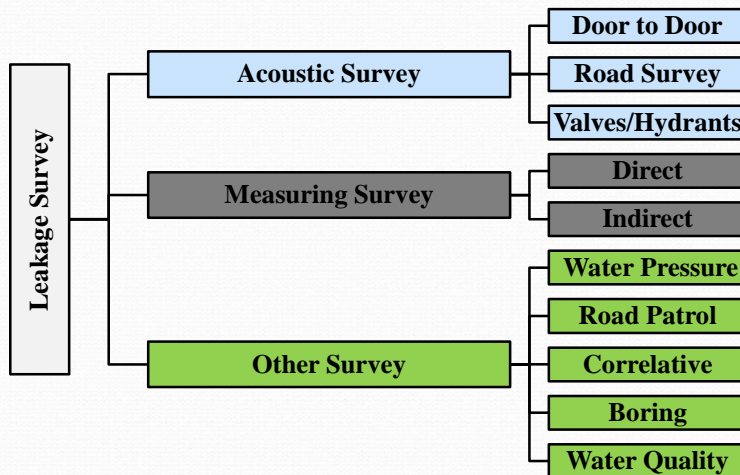 Leakage Survey
Acoustic Survey
Door to Door
Road Survey
Valves/Hydrants
Measuring Survey
Direct
Indirect
Other Survey
Water Pressure
Road Patrol
Correlative
Boring
Water Quality